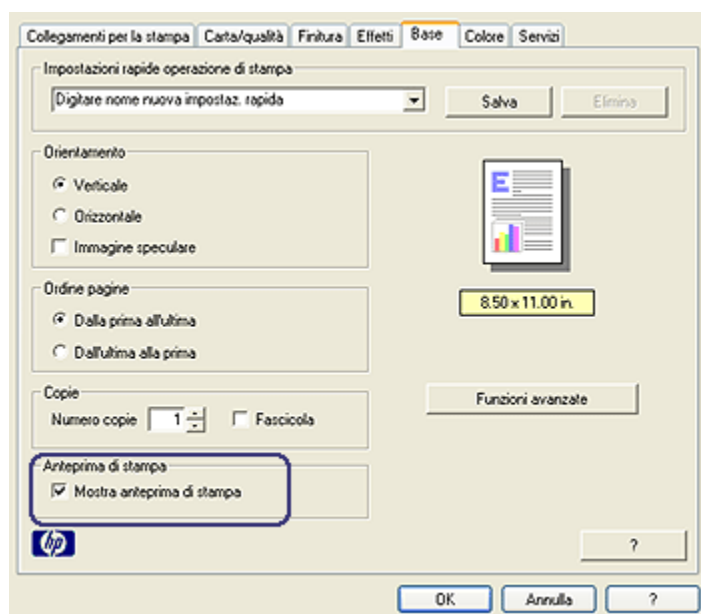 Collegamenti per la stampa Carta/qualità Finitura Effetti Base Colore Servizi
Impostazioni rapide operazione di stampa
Digitare nome nuova impostaz. rapida Salva Elimina
Orientamento
Verticale
Orizzontale
Immagine speculare
E
8.50 x 11.00 in.
Ordine pagine
Dalla prima all'ultima
Dall'ultima alla prima
Copie
Numero copie 1 Fascicola
Funzioni avanzate
Anteprima di stampa
Mostra anteprima di stampa
hp ?
OK Annulla ?